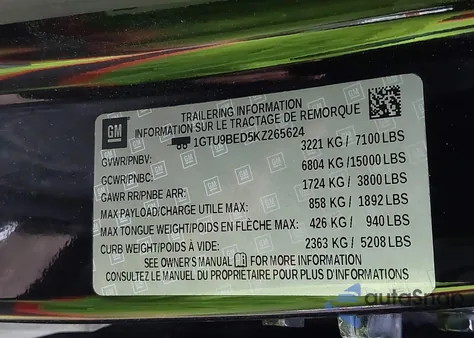 GM
TRAILERING INFORMATION
INFORMATION SUR LE TRACTAGE DE REMORQUE
1GTU9BED5KZ265624
GVWR/PNBV: 3221 KG / 7100 LBS
GCWR/PNBC: 6804 KG /15000 LBS
GAWR RR/PNBE ARR: 1724 KG / 3800 LBS
MAX PAYLOAD/CHARGE UTILE MAX: 858 KG / 1892 LBS
MAX TONGUE WEIGHT/POIDS EN FLÈCHE MAX: 426 KG / 940 LBS
CURB WEIGHT/POIDS À VIDE: 2363 KG / 5208 LBS
SEE OWNER'S MANUAL FOR MORE INFORMATION
CONSULTEZ LE MANUEL DU PROPRIÉTAIRE POUR PLUS D'INFORMATIONS
autoSnap